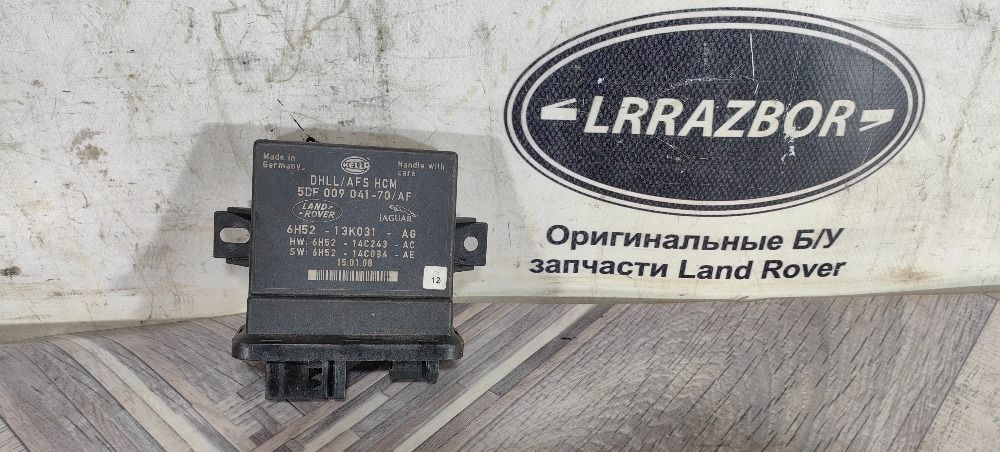 Made in
Germany.
HELLA
Handle with
care
DHLL/AFS HCM
5DF 009 041-70/AF
LAND-
ROVER
JAGUAR
6H52 - 13K031 - AG
HW: 6H52 - 14C243 - AC
SW: 6H52 - 14C034 - AE
15.01.08
12
LRRAZBOR
Оригинальные Б/У
запчасти Land Rover